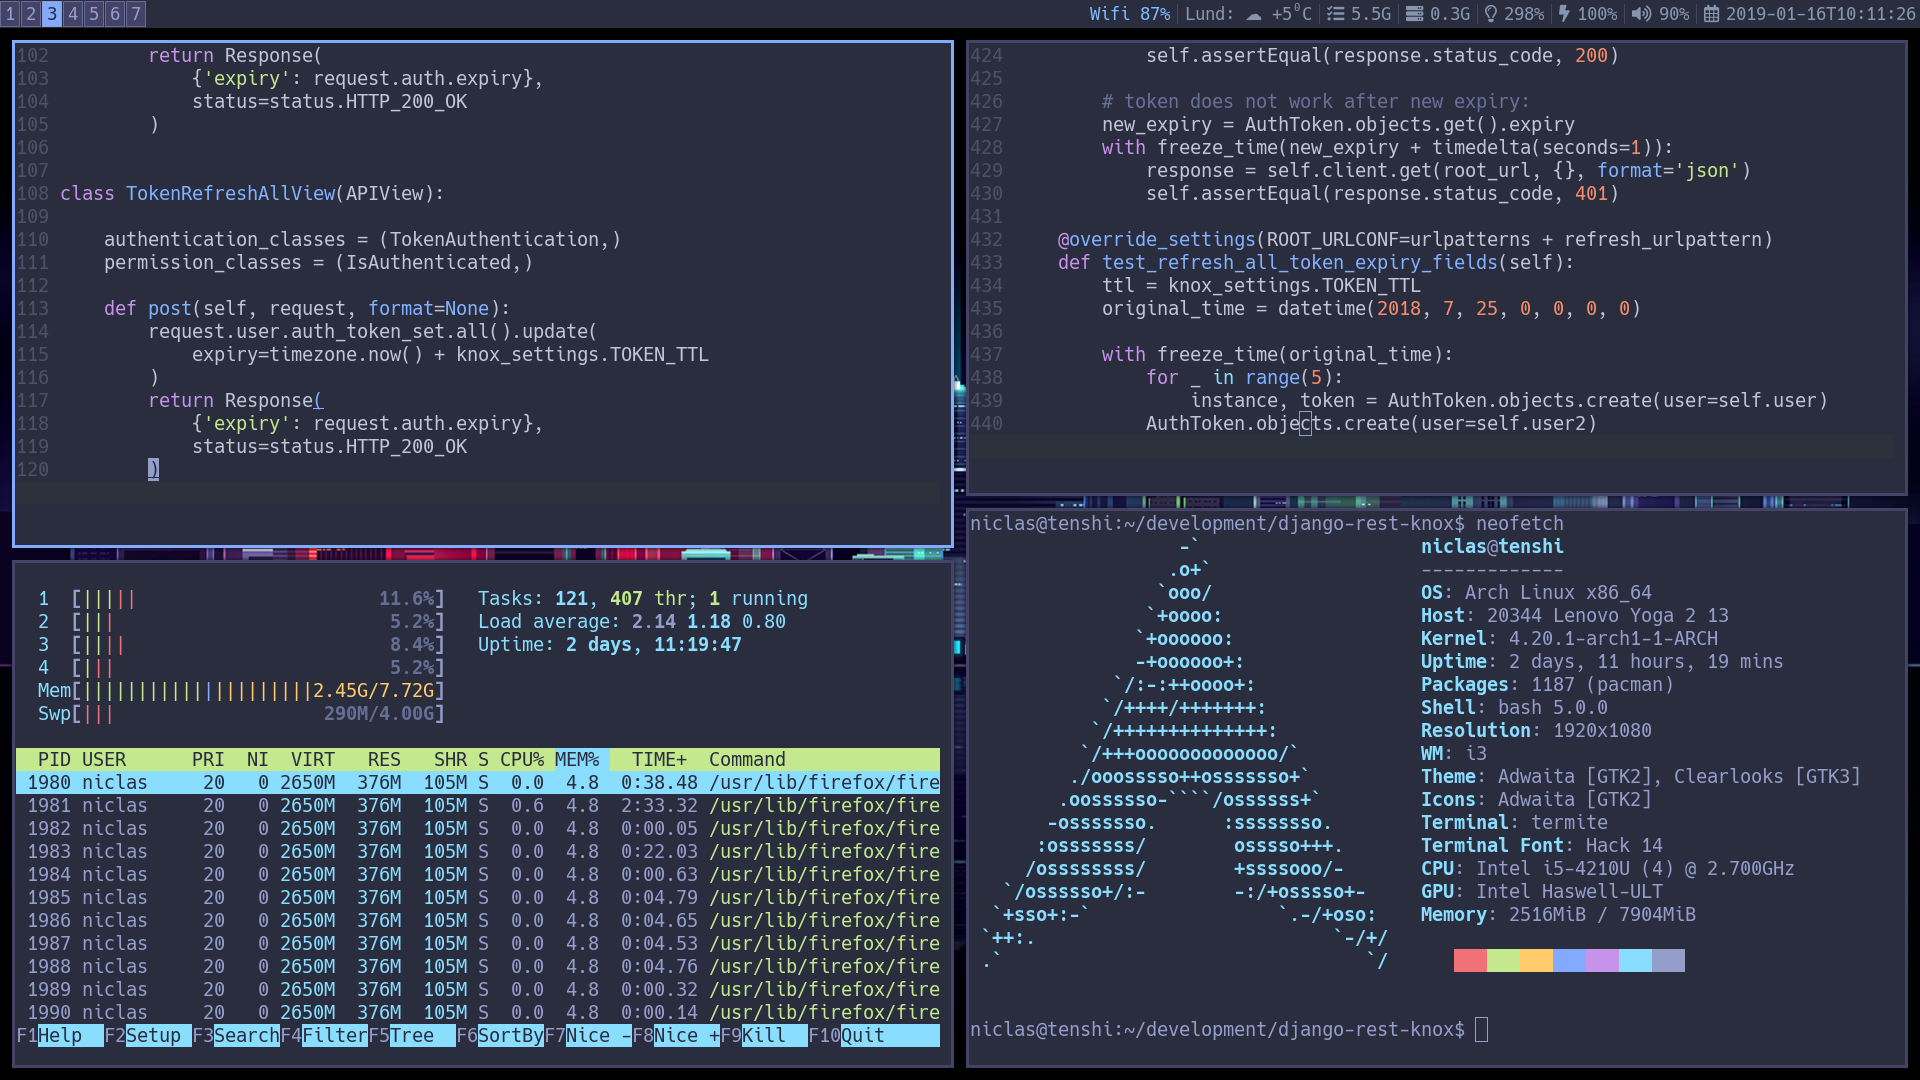 1 2 3 4 5 6 7
Wifi 87% Lund: ☁ +5°C 5.5G 0.3G 298% 100% 90% 2019-01-16T10:11:26
102         return Response(
103             {'expiry': request.auth.expiry},
104             status=status.HTTP_200_OK
105         )
106
107
108 class TokenRefreshAllView(APIView):
109
110     authentication_classes = (TokenAuthentication,)
111     permission_classes = (IsAuthenticated,)
112
113     def post(self, request, format=None):
114         request.user.auth_token_set.all().update(
115             expiry=timezone.now() + knox_settings.TOKEN_TTL
116         )
117         return Response(
118             {'expiry': request.auth.expiry},
119             status=status.HTTP_200_OK
120         )
424             self.assertEqual(response.status_code, 200)
425
426         # token does not work after new expiry:
427         new_expiry = AuthToken.objects.get().expiry
428         with freeze_time(new_expiry + timedelta(seconds=1)):
429             response = self.client.get(root_url, {}, format='json')
430             self.assertEqual(response.status_code, 401)
431
432     @override_settings(ROOT_URLCONF=urlpatterns + refresh_urlpattern)
433     def test_refresh_all_token_expiry_fields(self):
434         ttl = knox_settings.TOKEN_TTL
435         original_time = datetime(2018, 7, 25, 0, 0, 0, 0)
436
437         with freeze_time(original_time):
438             for _ in range(5):
439                 instance, token = AuthToken.objects.create(user=self.user)
440             AuthToken.objects.create(user=self.user2)
1 [||||| 11.6%] Tasks: 121, 407 thr; 1 running
2 [||| 5.2%] Load average: 2.14 1.18 0.80
3 [|||| 8.4%] Uptime: 2 days, 11:19:47
4 [||| 5.2%]
Mem[|||||||||||||||||||||2.45G/7.72G]
Swp[||| 290M/4.00G]
PID USER PRI NI VIRT RES SHR S CPU% MEM% TIME+ Command
1980 niclas 20 0 2650M 376M 105M S 0.0 4.8 0:38.48 /usr/lib/firefox/fire
1981 niclas 20 0 2650M 376M 105M S 0.6 4.8 2:33.32 /usr/lib/firefox/fire
1982 niclas 20 0 2650M 376M 105M S 0.0 4.8 0:00.05 /usr/lib/firefox/fire
1983 niclas 20 0 2650M 376M 105M S 0.0 4.8 0:22.03 /usr/lib/firefox/fire
1984 niclas 20 0 2650M 376M 105M S 0.0 4.8 0:00.63 /usr/lib/firefox/fire
1985 niclas 20 0 2650M 376M 105M S 0.0 4.8 0:04.79 /usr/lib/firefox/fire
1986 niclas 20 0 2650M 376M 105M S 0.0 4.8 0:04.65 /usr/lib/firefox/fire
1987 niclas 20 0 2650M 376M 105M S 0.0 4.8 0:04.53 /usr/lib/firefox/fire
1988 niclas 20 0 2650M 376M 105M S 0.0 4.8 0:04.76 /usr/lib/firefox/fire
1989 niclas 20 0 2650M 376M 105M S 0.0 4.8 0:00.32 /usr/lib/firefox/fire
1990 niclas 20 0 2650M 376M 105M S 0.0 4.8 0:00.14 /usr/lib/firefox/fire
F1Help F2Setup F3SearchF4FilterF5Tree F6SortByF7Nice -F8Nice +F9Kill F10Quit
niclas@tenshi:~/development/django-rest-knox$ neofetch
                   -`                    niclas@tenshi
                  .o+`                   -------------
                 `ooo/                   OS: Arch Linux x86_64
                `+oooo:                  Host: 20344 Lenovo Yoga 2 13
               `+oooooo:                 Kernel: 4.20.1-arch1-1-ARCH
               -+oooooo+:                Uptime: 2 days, 11 hours, 19 mins
             `/:-:++oooo+:               Packages: 1187 (pacman)
            `/++++/+++++++:              Shell: bash 5.0.0
           `/++++++++++++++:             Resolution: 1920x1080
          `/+++ooooooooooooo/`           WM: i3
         ./ooosssso++osssssso+`          Theme: Adwaita [GTK2], Clearlooks [GTK3]
        .oossssso-````/ossssss+`         Icons: Adwaita [GTK2]
       -osssssso.      :ssssssso.        Terminal: termite
      :osssssss/        osssso+++.       Terminal Font: Hack 14
     /ossssssss/        +ssssooo/-       CPU: Intel i5-4210U (4) @ 2.700GHz
   `/ossssso+/:-        -:/+osssso+-     GPU: Intel Haswell-ULT
  `+sso+:-`                 `.-/+oso:    Memory: 2516MiB / 7904MiB
 `++:.                           `-/+/
 .`                                 `/
niclas@tenshi:~/development/django-rest-knox$